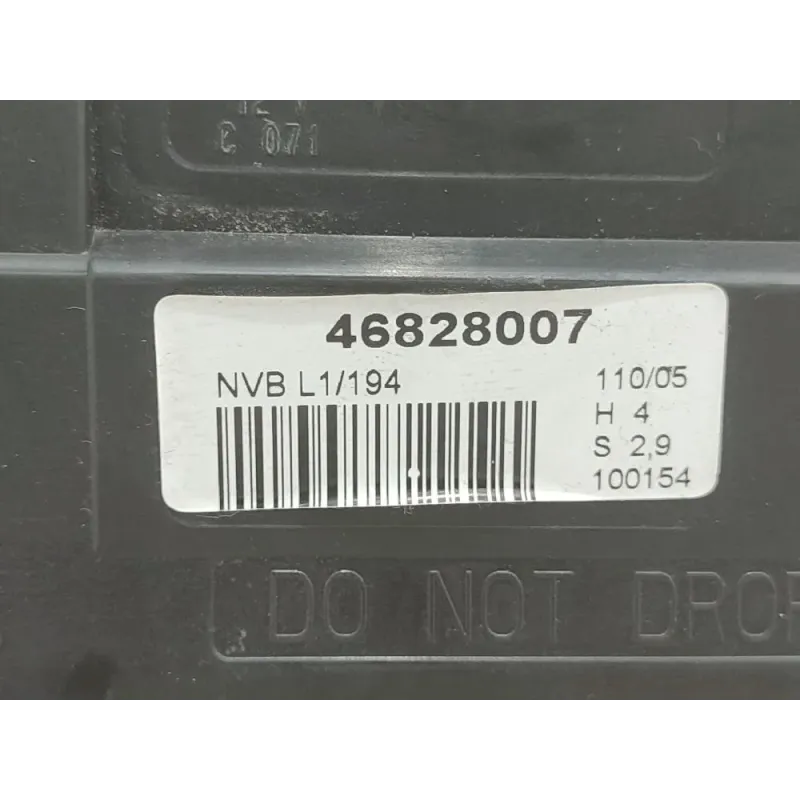 C 071
46828007
NVB L1/194
110/05
H 4
S 2,9
100154
DO NOT DROP